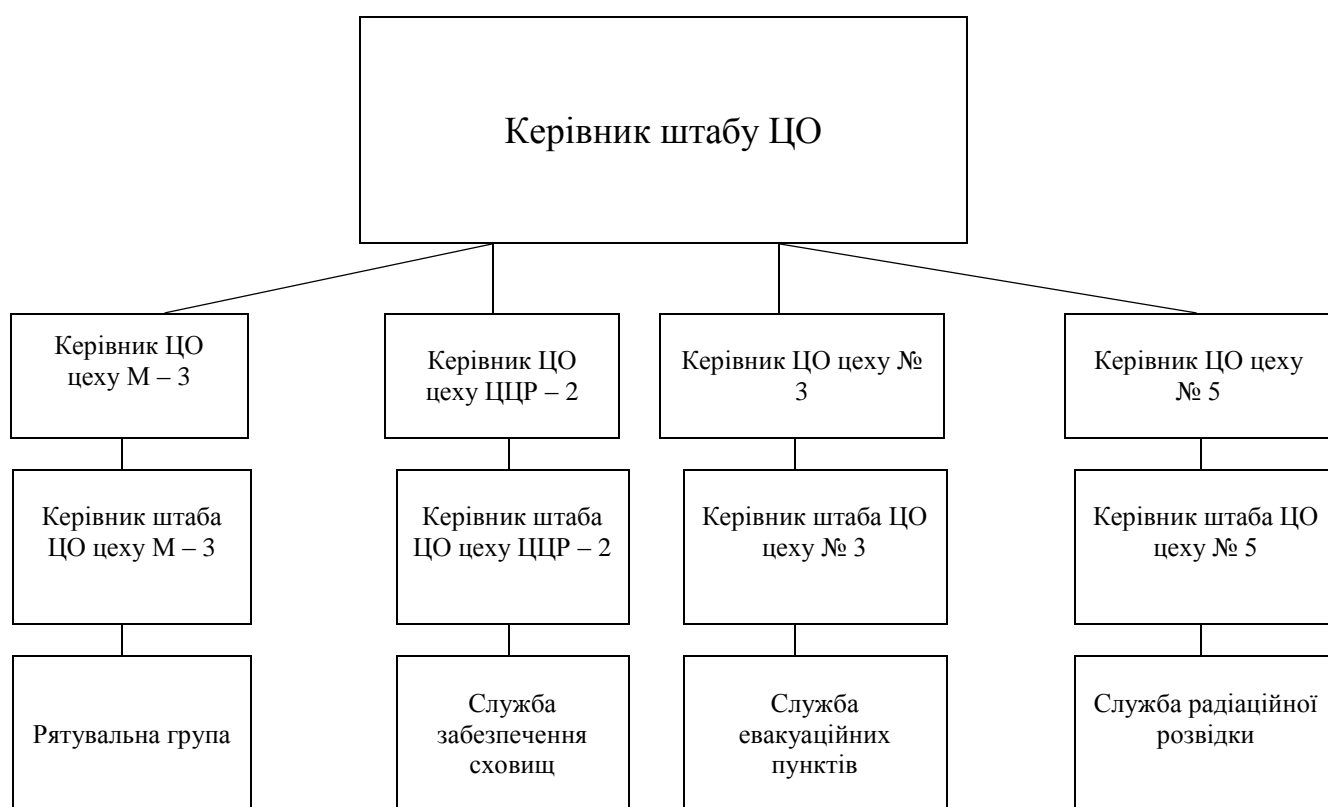 Керівник штабу ЦО
Керівник ЦО
цеху М – 3
Керівник ЦО
цеху ЦЦР – 2
Керівник ЦО цеху №
3
Керівник ЦО цеху
№ 5
Керівник штаба
ЦО цеху М – 3
Керівник штаба
ЦО цеху ЦЦР – 2
Керівник штаба ЦО
цеху № 3
Керівник штаба ЦО
цеху № 5
Рятувальна група
Служба
забезпечення
сховищ
Служба
евакуаційних
пунктів
Служба радіаційної
розвідки